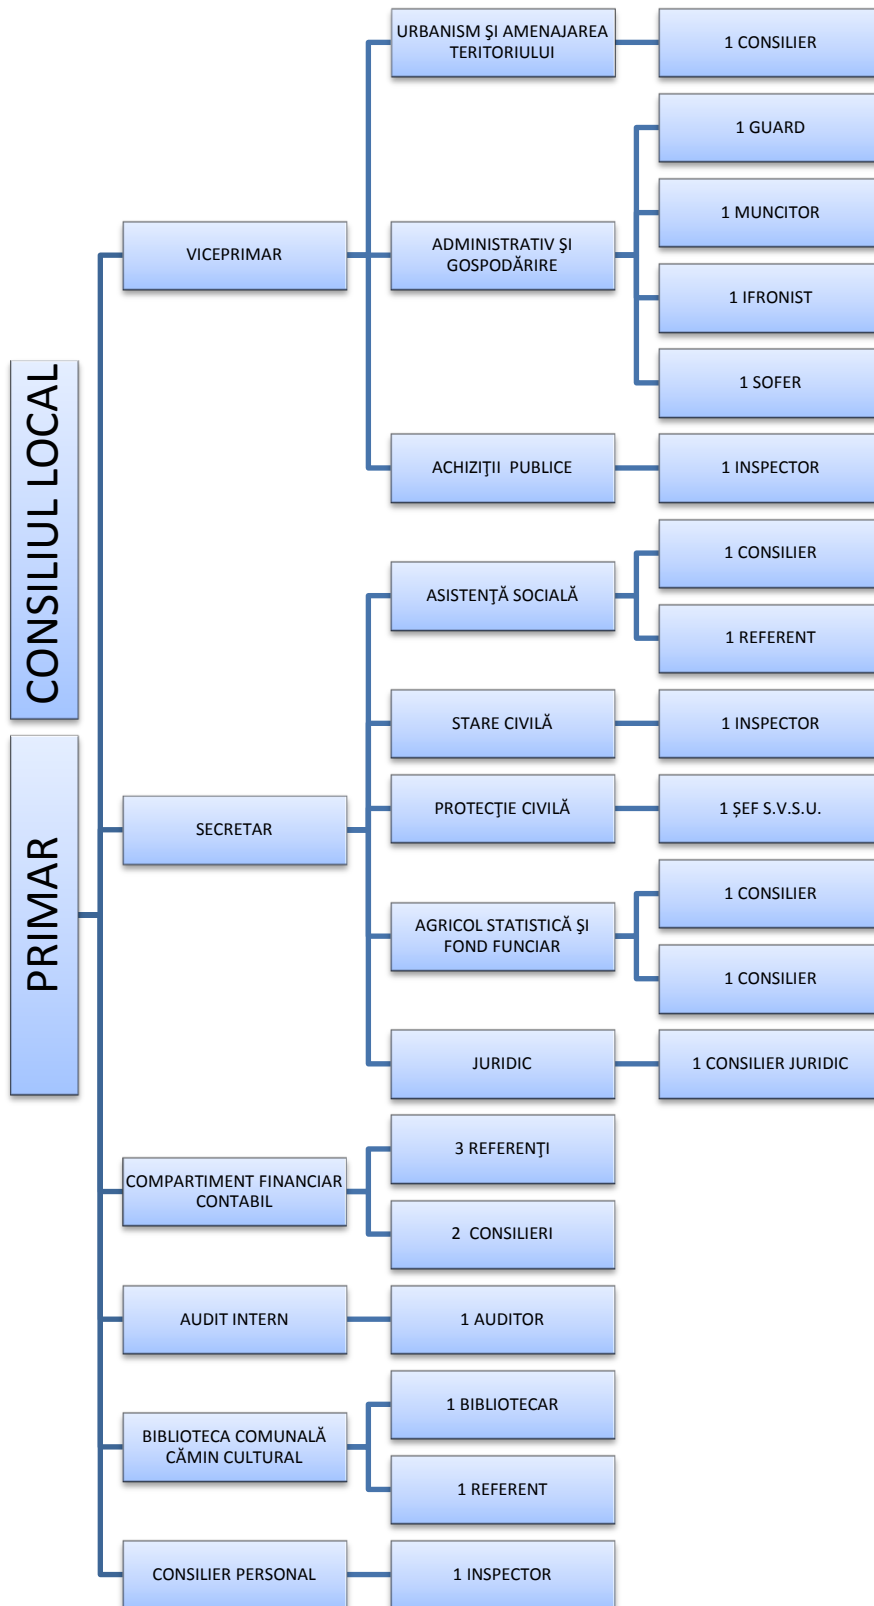 CONSILIUL LOCAL
PRIMAR
VICEPRIMAR
URBANISM ŞI AMENAJAREA
TERITORIULUI
1 CONSILIER
ADMINISTRATIV ŞI
GOSPODĂRIRE
1 GUARD
1 MUNCITOR
1 IFRONIST
1 SOFER
ACHIZIŢII  PUBLICE
1 INSPECTOR
SECRETAR
ASISTENŢĂ SOCIALĂ
1 CONSILIER
1 REFERENT
STARE CIVILĂ
1 INSPECTOR
PROTECŢIE CIVILĂ
1 ȘEF S.V.S.U.
AGRICOL STATISTICĂ ŞI
FOND FUNCIAR
1 CONSILIER
1 CONSILIER
JURIDIC
1 CONSILIER JURIDIC
COMPARTIMENT FINANCIAR
CONTABIL
3 REFERENŢI
2  CONSILIERI
AUDIT INTERN
1 AUDITOR
BIBLIOTECA COMUNALĂ
CĂMIN CULTURAL
1 BIBLIOTECAR
1 REFERENT
CONSILIER PERSONAL
1 INSPECTOR